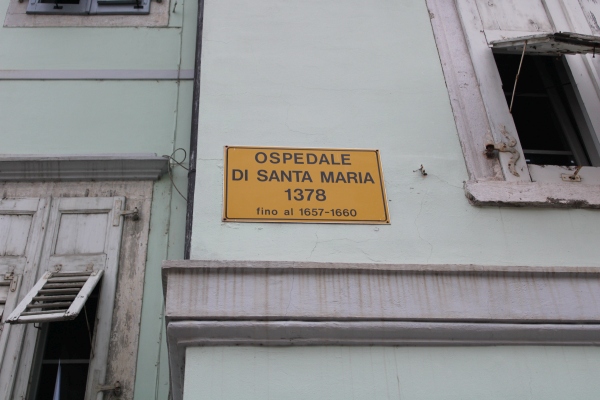 OSPEDALE
DI SANTA MARIA
1378
fino al 1657-1660